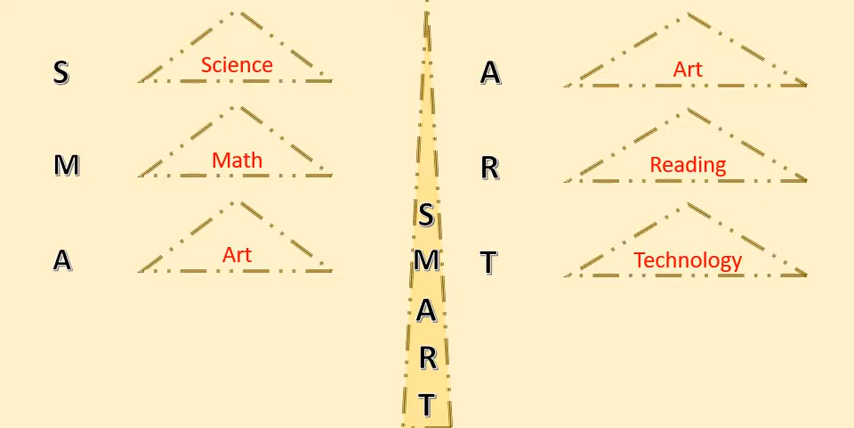 S Science
M Math
A Art
S
M
A
R
T
A Art
R Reading
T Technology